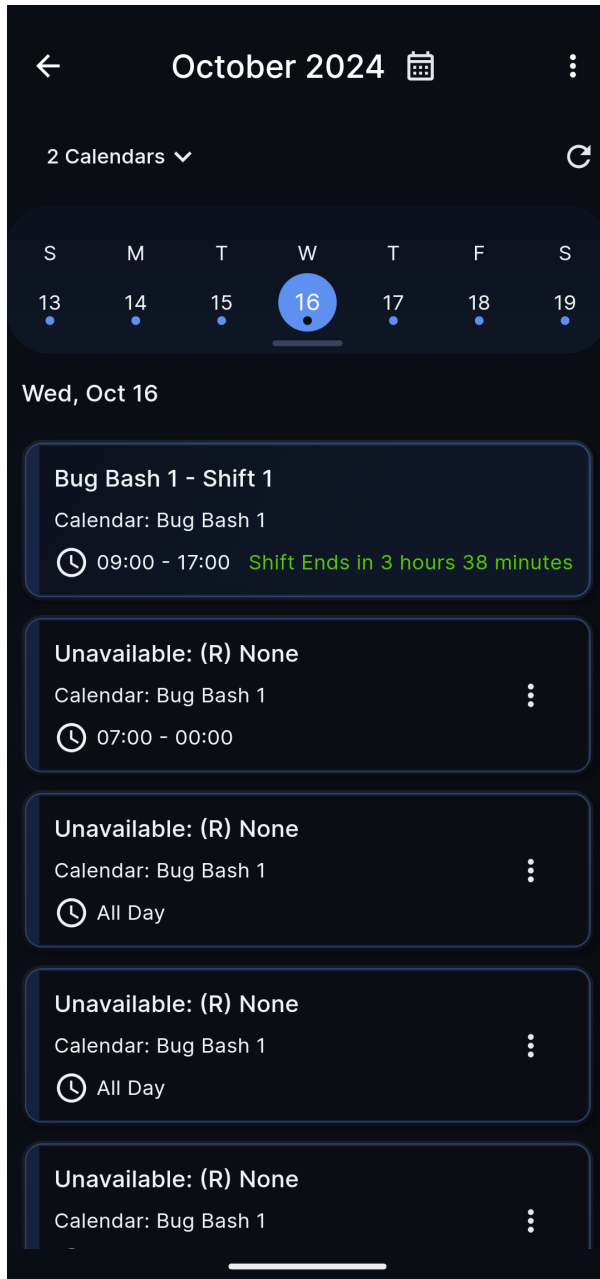 October 2024
2 Calendars
S M T W T F S
13 14 15 16 17 18 19
Wed, Oct 16
Bug Bash 1 - Shift 1
Calendar: Bug Bash 1
09:00 - 17:00 Shift Ends in 3 hours 38 minutes
Unavailable: (R) None
Calendar: Bug Bash 1
07:00 - 00:00
Unavailable: (R) None
Calendar: Bug Bash 1
All Day
Unavailable: (R) None
Calendar: Bug Bash 1
All Day
Unavailable: (R) None
Calendar: Bug Bash 1